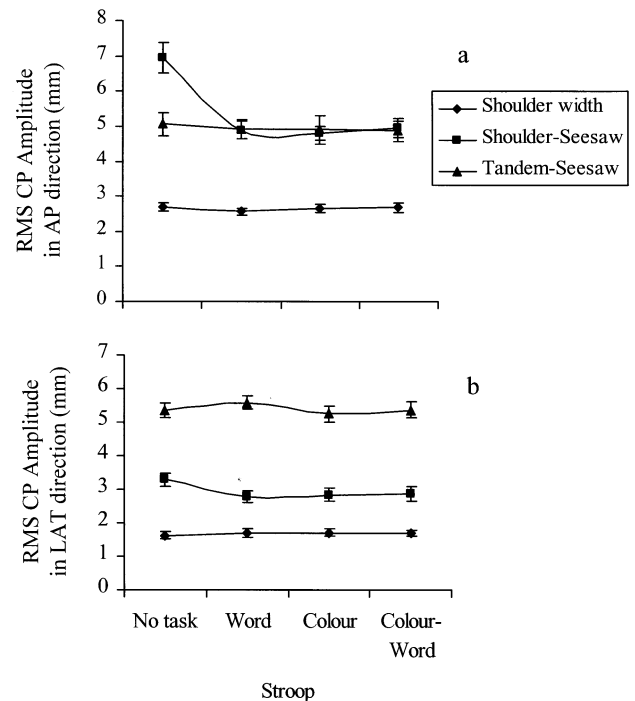 8
7
6
5
4
3
2
1
0
RMS CP Amplitude
in AP direction (mm)
a
Shoulder width
Shoulder-Seesaw
Tandem-Seesaw
7
6
5
4
3
2
1
0
RMS CP Amplitude
in LAT direction (mm)
b
No task Word Colour Colour-
Word
Stroop